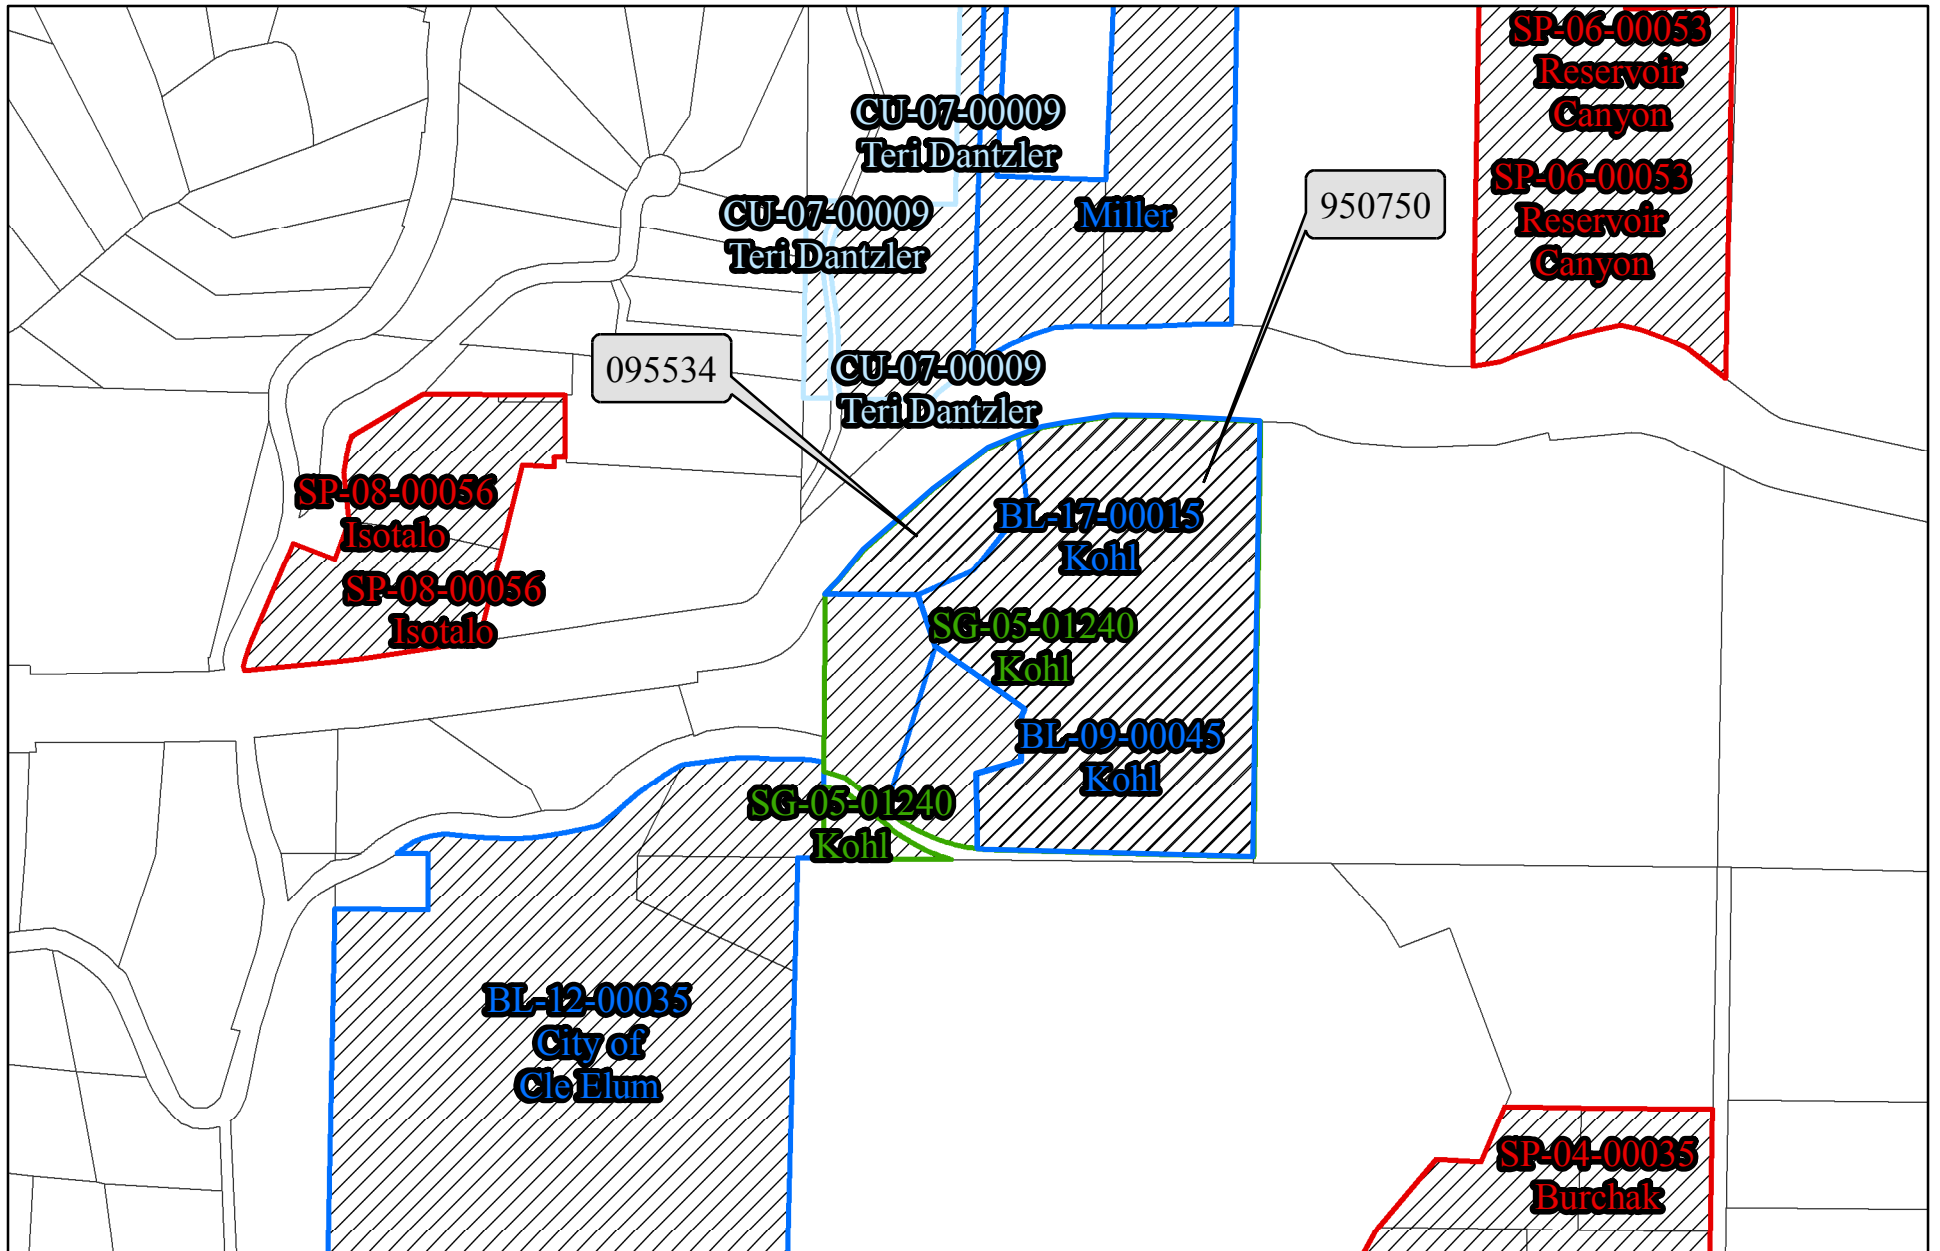 SP-06-00053
Reservoir
Canyon
CU-07-00009
Teri Dantzler
SP-06-00053
Reservoir
Canyon
950750
CU-07-00009
Teri Dantzler
Miller
095534
CU-07-00009
Teri Dantzler
SP-08-00056
Isotalo
BL-17-00015
Kohl
SP-08-00056
Isotalo
SG-05-01240
Kohl
BL-09-00045
Kohl
SG-05-01240
Kohl
BL-12-00035
City of
Cle Elum
SP-04-00035
Burchak